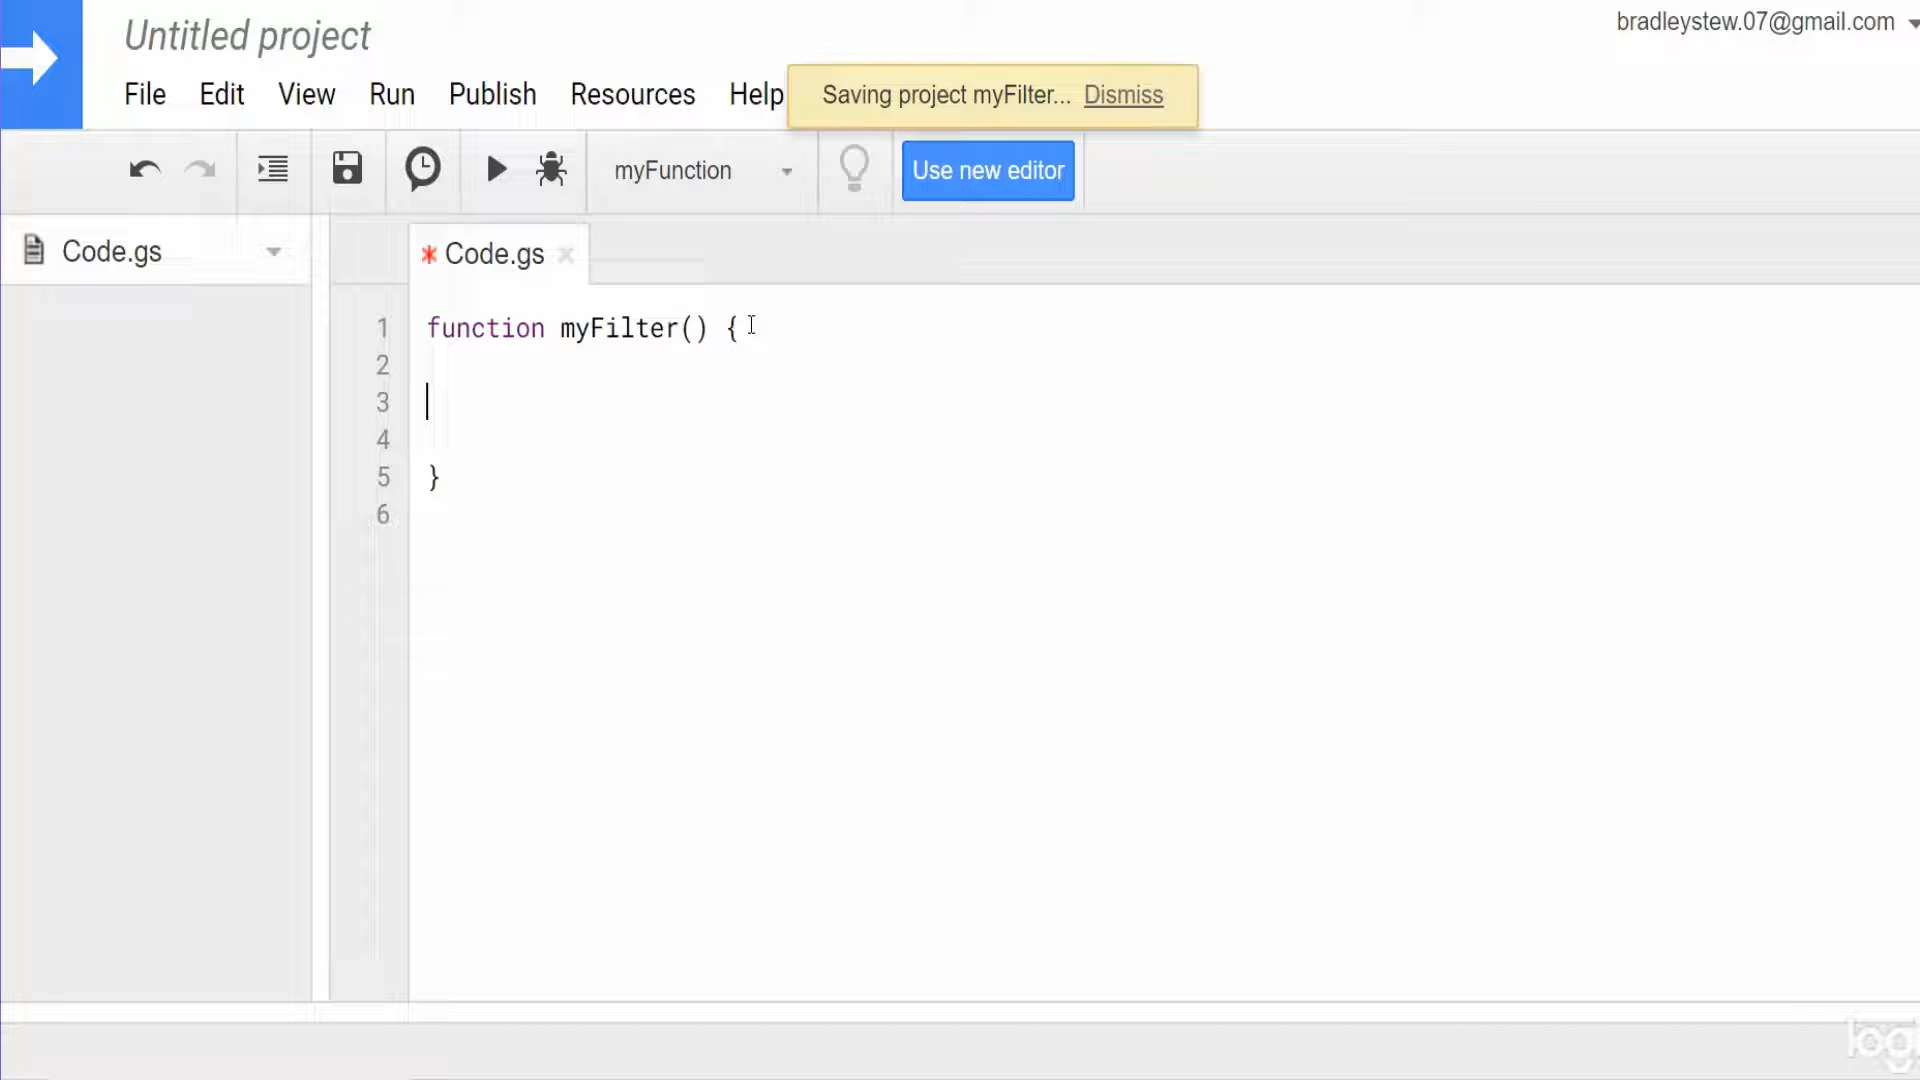 Untitled project
bradleystew.07@gmail.com
File Edit View Run Publish Resources Help
Saving project myFilter... Dismiss
myFunction
Use new editor
Code.gs
* Code.gs
1 function myFilter() {
2
3
4
5 }
6